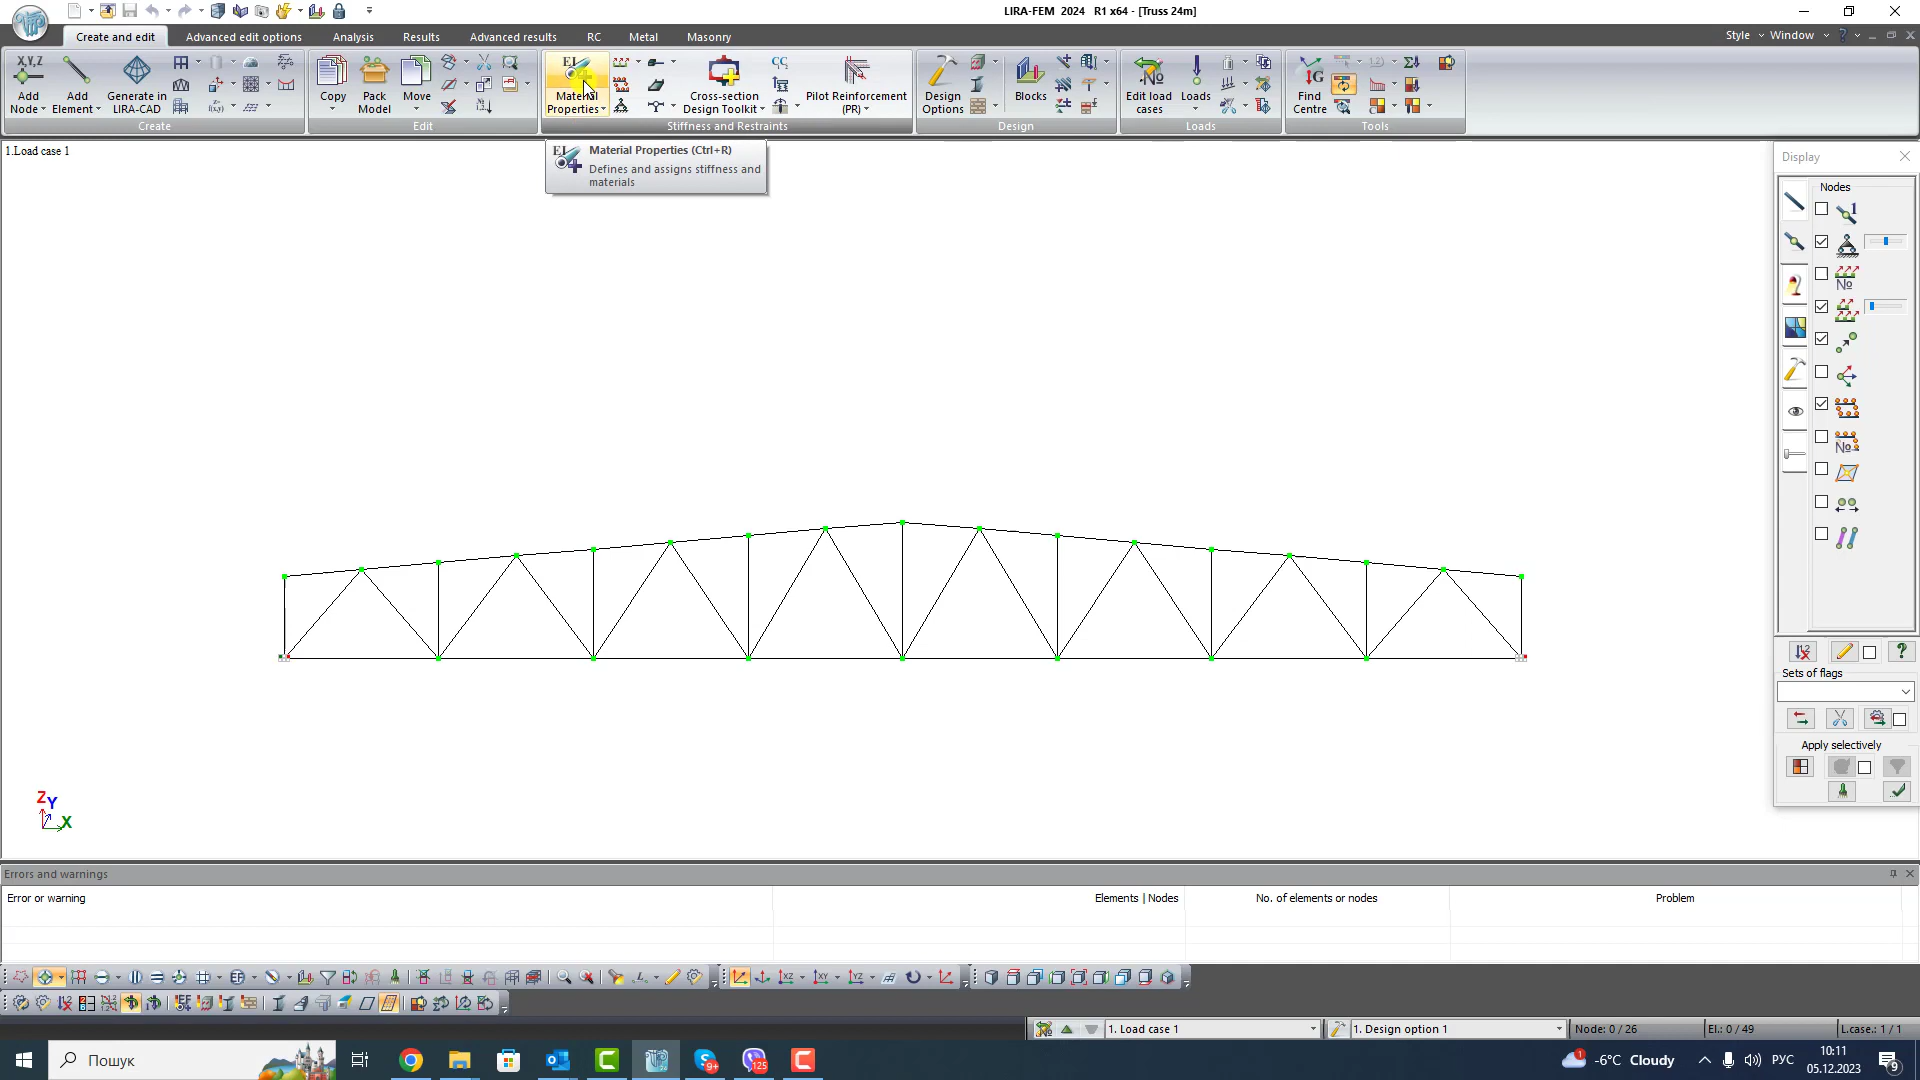 LIRA-FEM 2024 R1 x64 - [Truss 24m]
Create and edit
Advanced edit options
Analysis
Results
Advanced results
RC
Metal
Masonry
Style
Window
Add
Node
Add
Element
Generate in
LIRA-CAD
Create
Copy
Pack
Model
Move
Edit
Material
Properties
Cross-section
Design Toolkit
Pilot Reinforcement
(PR)
Stiffness and Restraints
Design
Options
Blocks
Design
Edit load
cases
Loads
Loads
Find
Centre
Tools
1.Load case 1
Material Properties (Ctrl+R)
Defines and assigns stiffness and
materials
Display
Nodes
Sets of flags
Apply selectively
Z
Y
X
Errors and warnings
Error or warning
Elements | Nodes
No. of elements or nodes
Problem
1. Load case 1
1. Design option 1
Node: 0 / 26
El.: 0 / 49
L.case.: 1 / 1
Пошук
-6°C Cloudy
РУС
10:11
05.12.2023